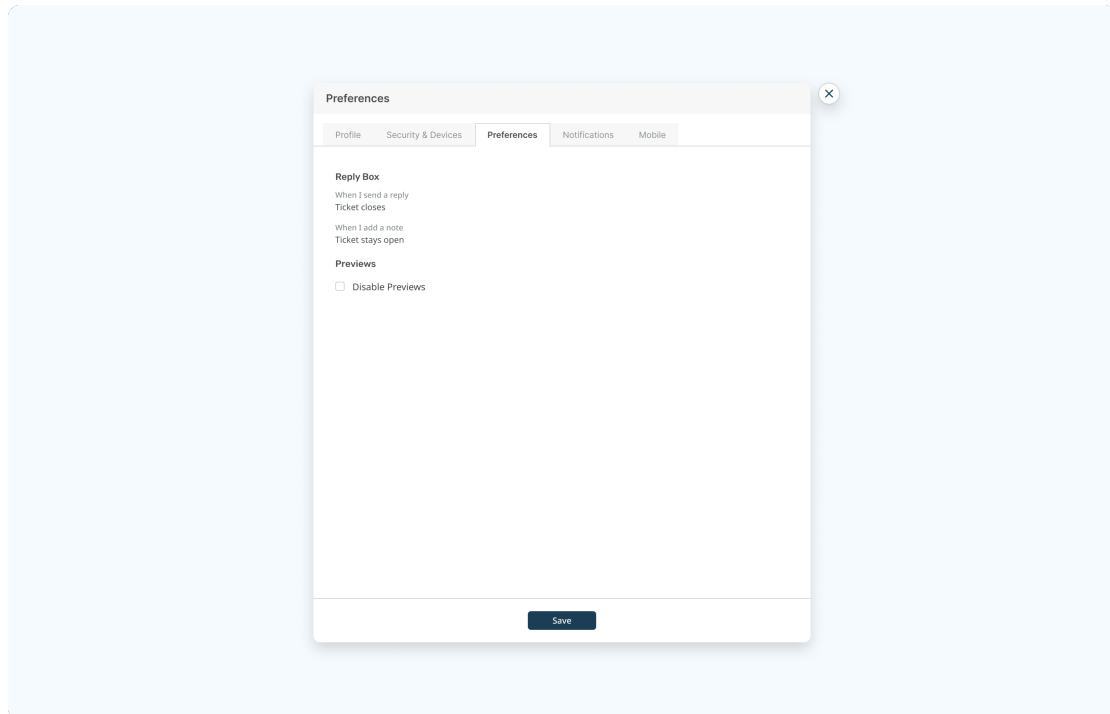 Preferences
Profile Security & Devices Preferences Notifications Mobile
Reply Box
When I send a reply
Ticket closes
When I add a note
Ticket stays open
Previews
Disable Previews
Save